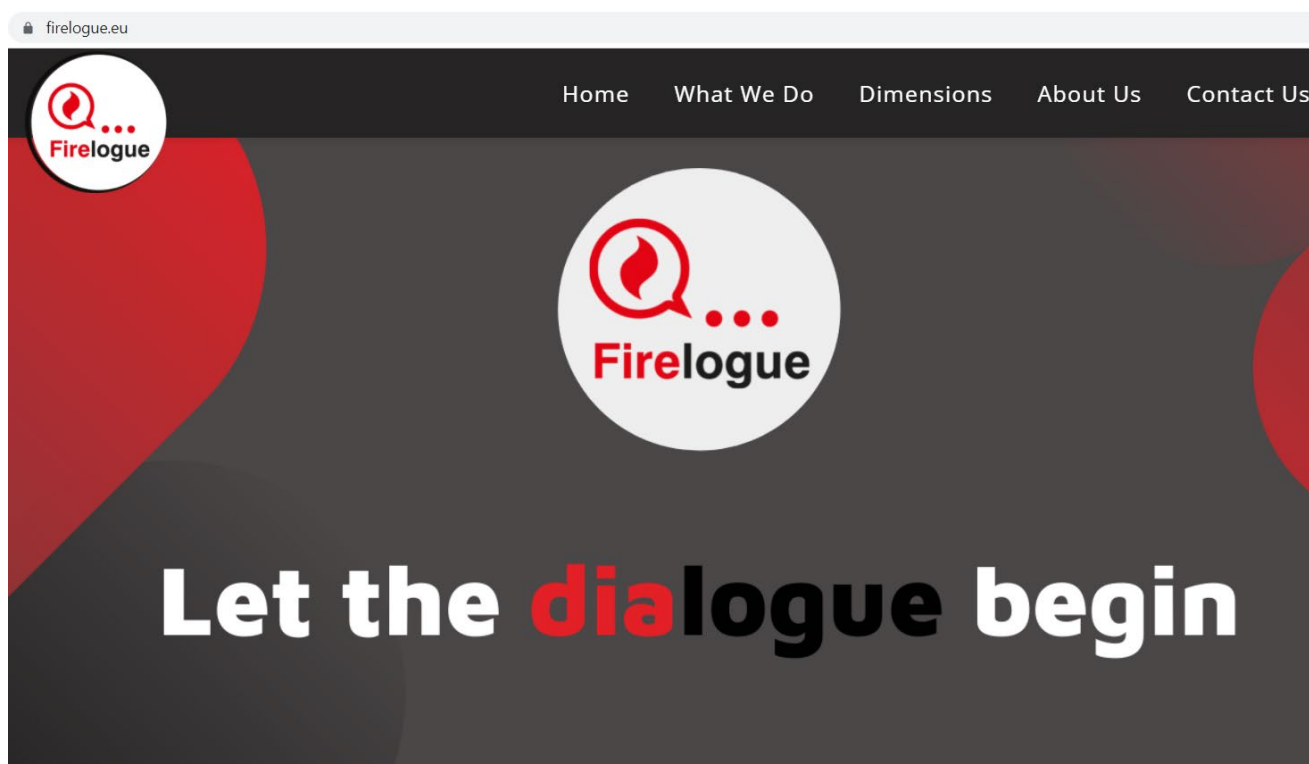 firelogue.eu
Home What We Do Dimensions About Us Contact Us
Firelogue
Firelogue
Let the dialogue begin